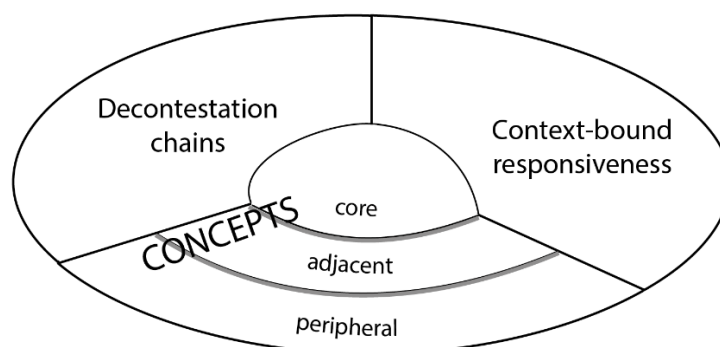 Decontestation
chains
Context-bound
responsiveness
CONCEPTS
core
adjacent
peripheral